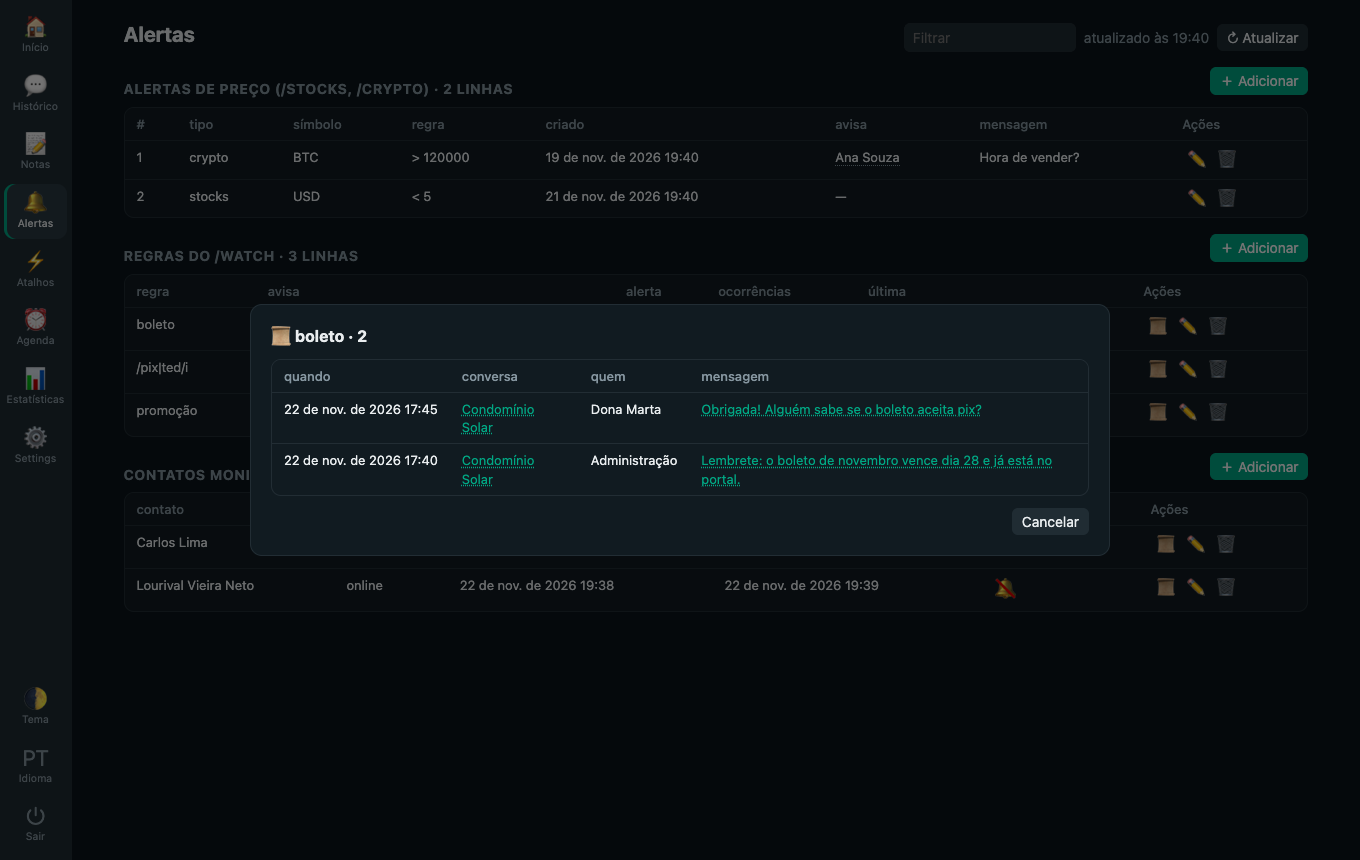 Início
Histórico
Notas
Alertas
Atalhos
Agenda
Estatísticas
Settings
Tema
PT
Idioma
Sair
Alertas
Filtrar
atualizado às 19:40
↻ Atualizar
ALERTAS DE PREÇO (/STOCKS, /CRYPTO) · 2 LINHAS
+ Adicionar
# tipo símbolo regra criado avisa mensagem Ações
1 crypto BTC > 120000 19 de nov. de 2026 19:40 Ana Souza Hora de vender?
2 stocks USD < 5 21 de nov. de 2026 19:40 —
REGRAS DO /WATCH · 3 LINHAS
+ Adicionar
regra avisa alerta ocorrências última Ações
boleto
/pix|ted/i
promoção
boleto · 2
quando conversa quem mensagem
22 de nov. de 2026 17:45 Condomínio Dona Marta Obrigada! Alguém sabe se o boleto aceita pix?
Solar
22 de nov. de 2026 17:40 Condomínio Administração Lembrete: o boleto de novembro vence dia 28 e já está no
Solar portal.
Cancelar
CONTATOS MONI
+ Adicionar
contato Ações
Carlos Lima
Lourival Vieira Neto online 22 de nov. de 2026 19:38 22 de nov. de 2026 19:39